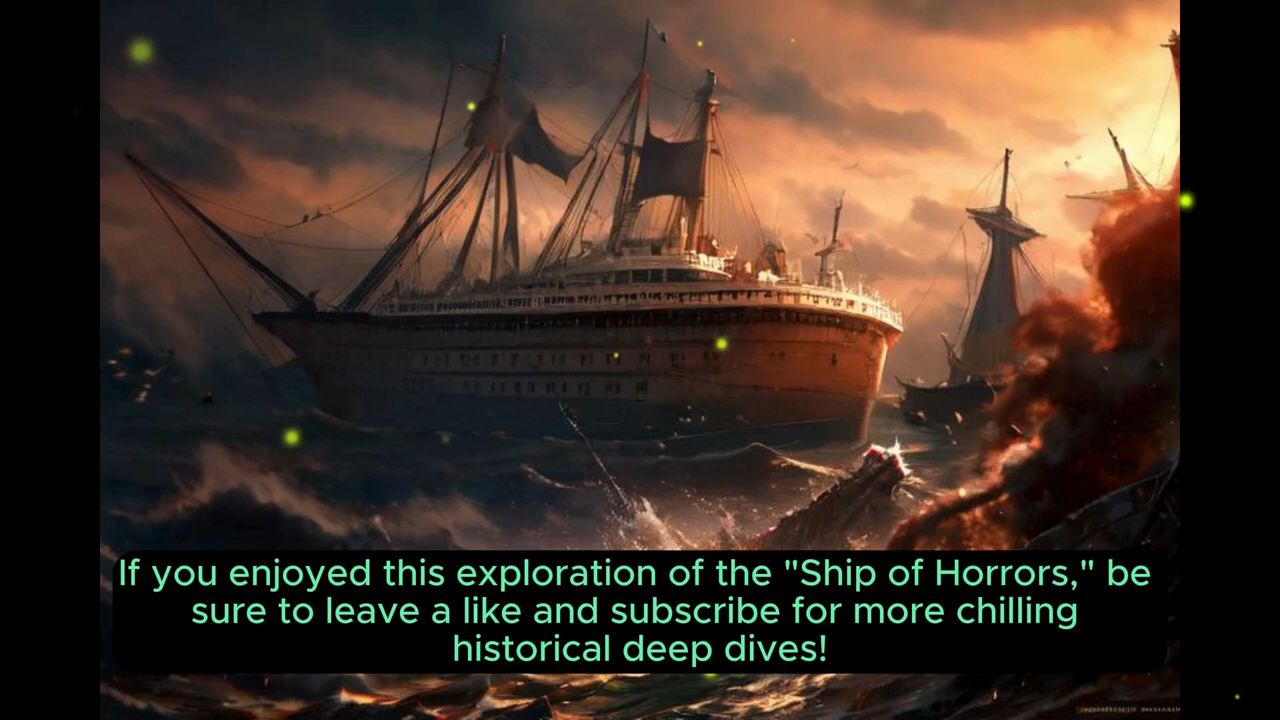 If you enjoyed this exploration of the "Ship of Horrors," be
sure to leave a like and subscribe for more chilling
historical deep dives!